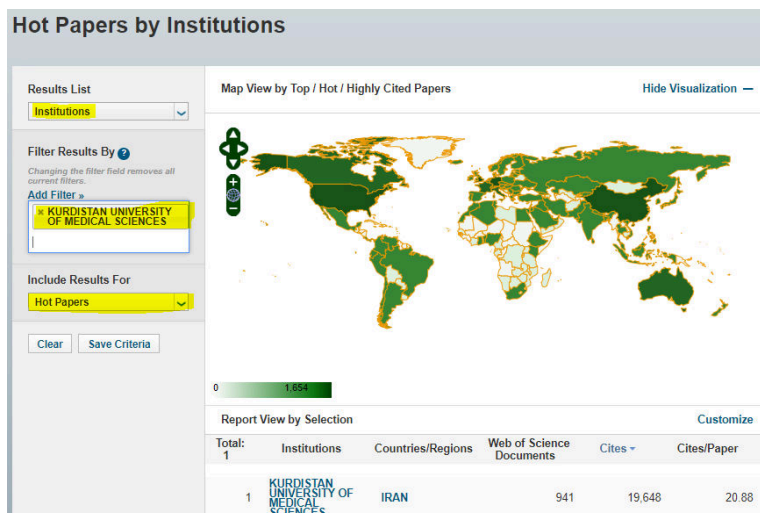 Hot Papers by Institutions
Results List
Institutions
Filter Results By ?
Changing the filter field removes all
current filters.
Add Filter »
KURDISTAN UNIVERSITY
OF MEDICAL SCIENCES
Include Results For
Hot Papers
Clear Save Criteria
Map View by Top / Hot / Highly Cited Papers Hide Visualization —
0 1.654
Report View by Selection Customize
Total:
1
Institutions
Countries/Regions
Web of Science
Documents
Cites
Cites/Paper
1
KURDISTAN
UNIVERSITY OF
MEDICAL
SCIENCES
IRAN
941
19,648
20.88